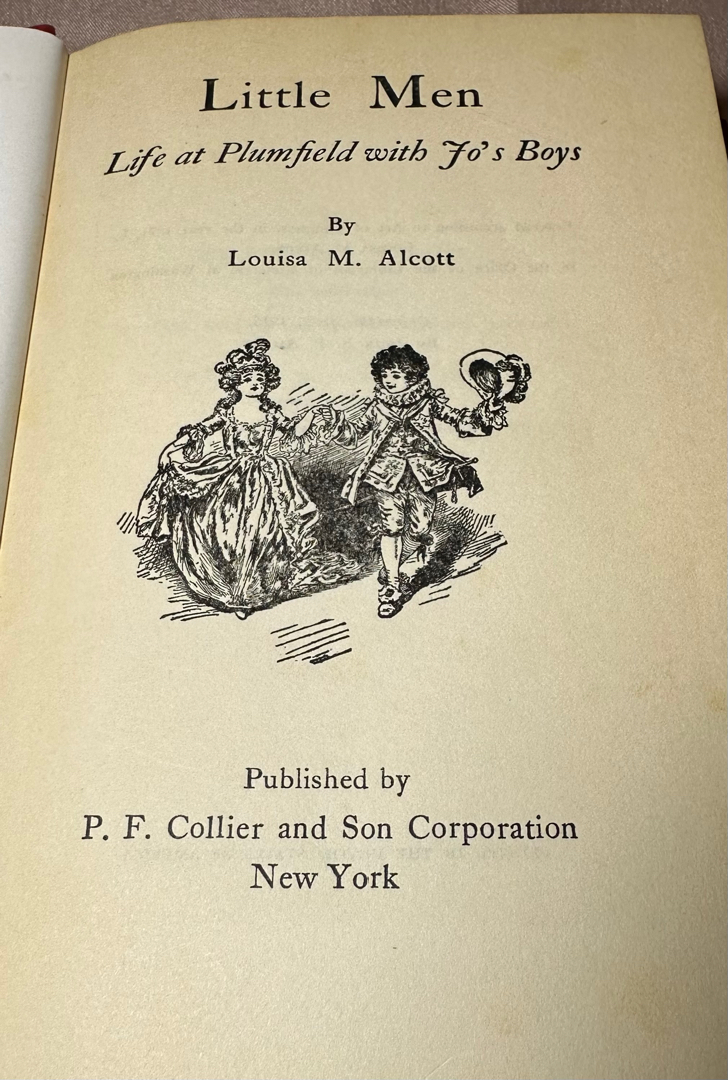 Little Men
Life at Plumfield with Jo's Boys
By
Louisa M. Alcott
Published by
P. F. Collier and Son Corporation
New York